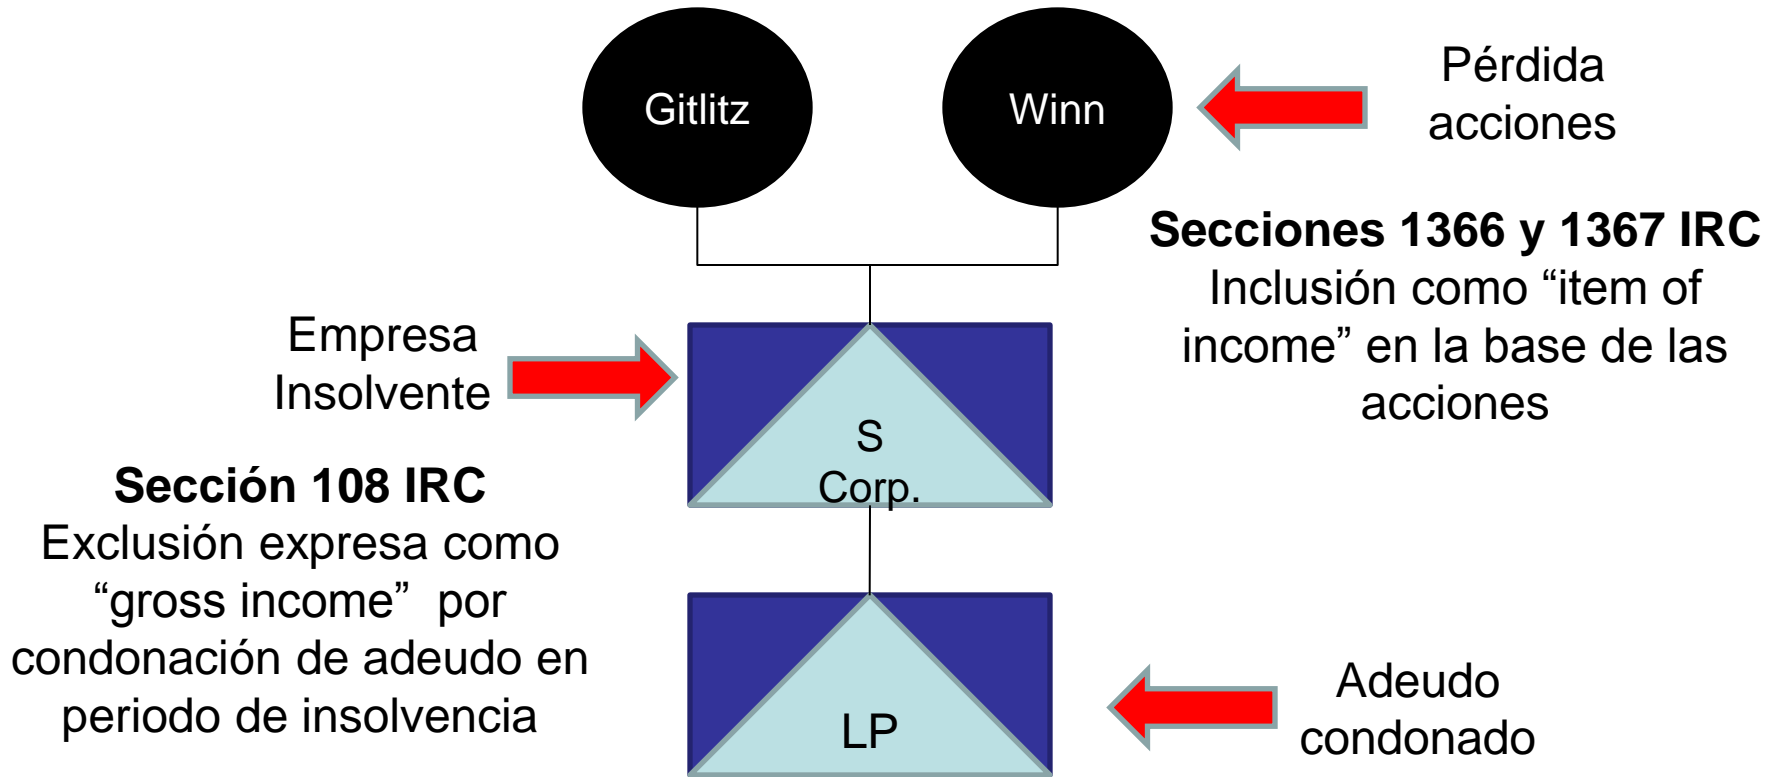 Gitlitz
Winn
Pérdida
acciones
Secciones 1366 y 1367 IRC
Inclusión como “item of
income” en la base de las
acciones
Empresa
Insolvente
Sección 108 IRC
Exclusión expresa como
“gross income” por
condonación de adeudo en
periodo de insolvencia
S
Corp.
LP
Adeudo
condonado